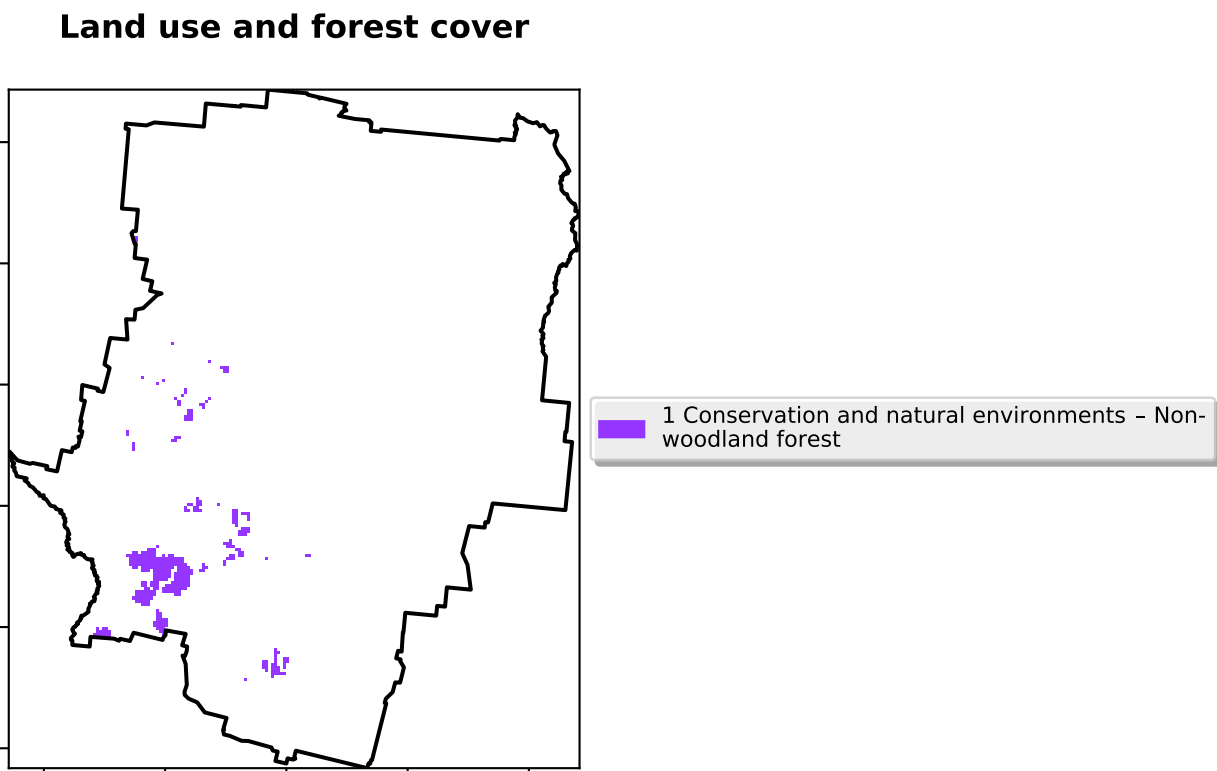 Land use and forest cover
1 Conservation and natural environments – Non-
woodland forest